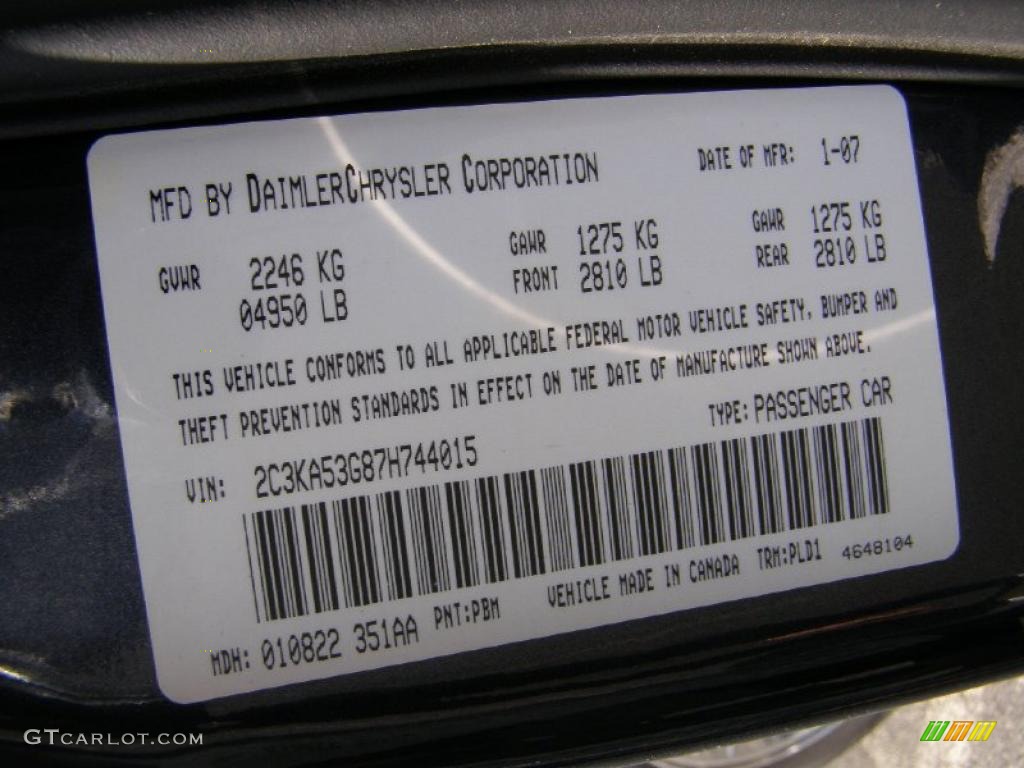 MFD BY DAIMLERCHRYSLER CORPORATION DATE OF MFR: 1-07
GVWR 2246 KG GAWR 1275 KG GAWR 1275 KG
04950 LB FRONT 2810 LB REAR 2810 LB
THIS VEHICLE CONFORMS TO ALL APPLICABLE FEDERAL MOTOR VEHICLE SAFETY, BUMPER AND
THEFT PREVENTION STANDARDS IN EFFECT ON THE DATE OF MANUFACTURE SHOWN ABOVE.
VIN: 2C3KA53G87H744015 TYPE: PASSENGER CAR
MDH: 010822 351AA PNT:PBM VEHICLE MADE IN CANADA TRM:PLD1 4648104
GTCARLOT.COM